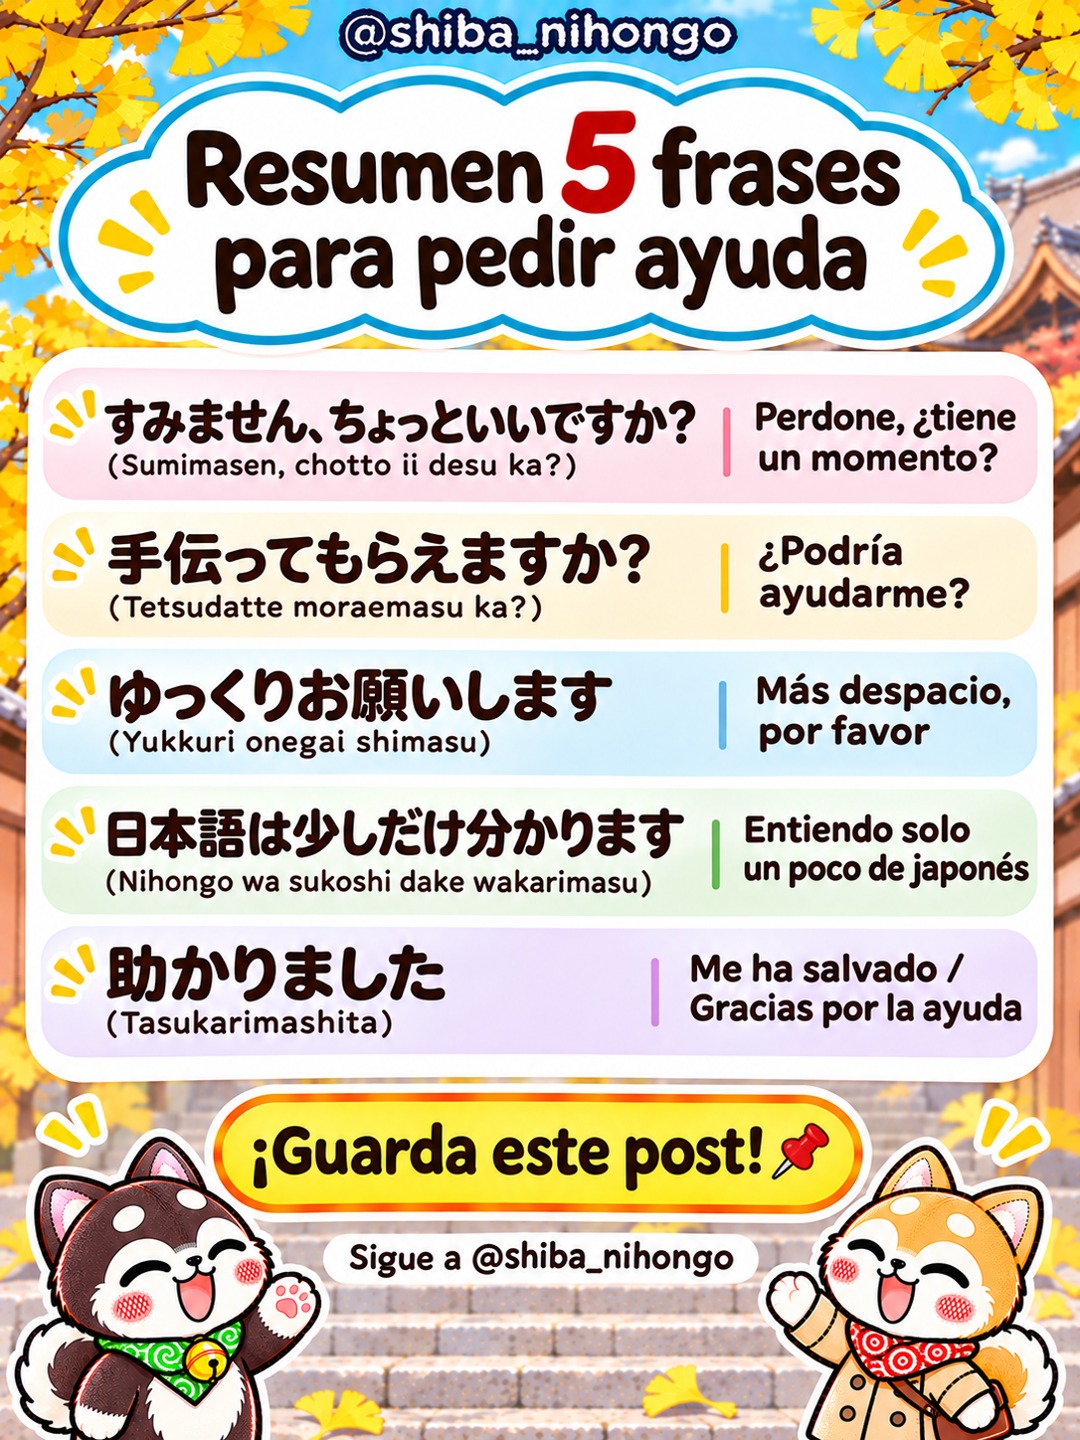 @shiba_nihongo
Resumen 5 frases
para pedir ayuda
すみません、ちょっといいですか?
(Sumimasen, chotto ii desu ka?)
Perdone, ¿tiene
un momento?
手伝ってもらえますか?
(Tetsudatte moraemasu ka?)
¿Podría
ayudarme?
ゆっくりお願いします
(Yukkuri onegai shimasu)
Más despacio,
por favor
日本語は少しだけ分かります
(Nihongo wa sukoshi dake wakarimasu)
Entiendo solo
un poco de japonés
助かりました
(Tasukarimashita)
Me ha salvado /
Gracias por la ayuda
¡Guarda este post!
Sigue a @shiba_nihongo